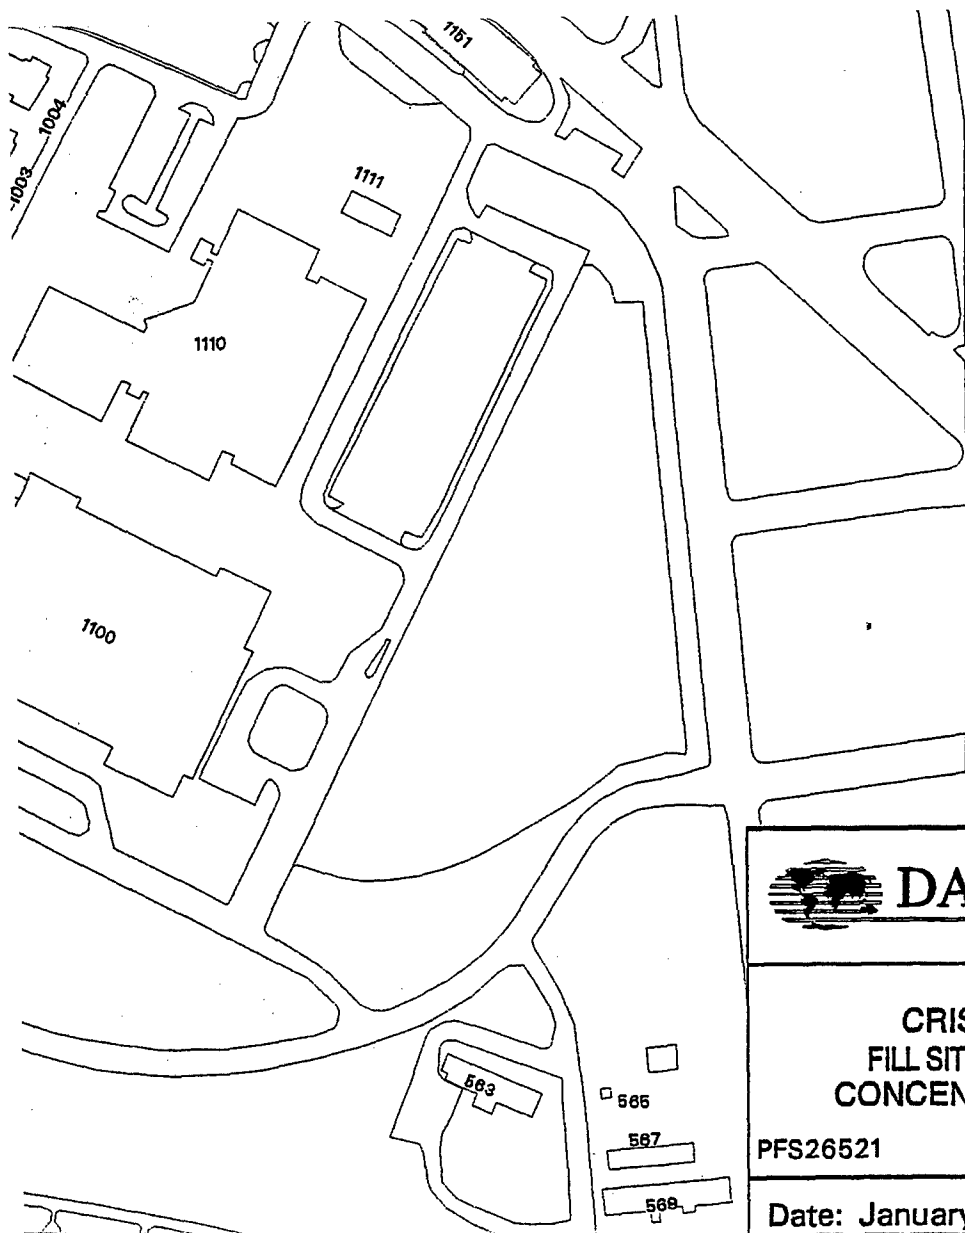 1151
1004
1003
1111
1110
1100
DA
CRIS
FILL SIT
CONCEN
563
565
567
PFS26521
569
Date: January